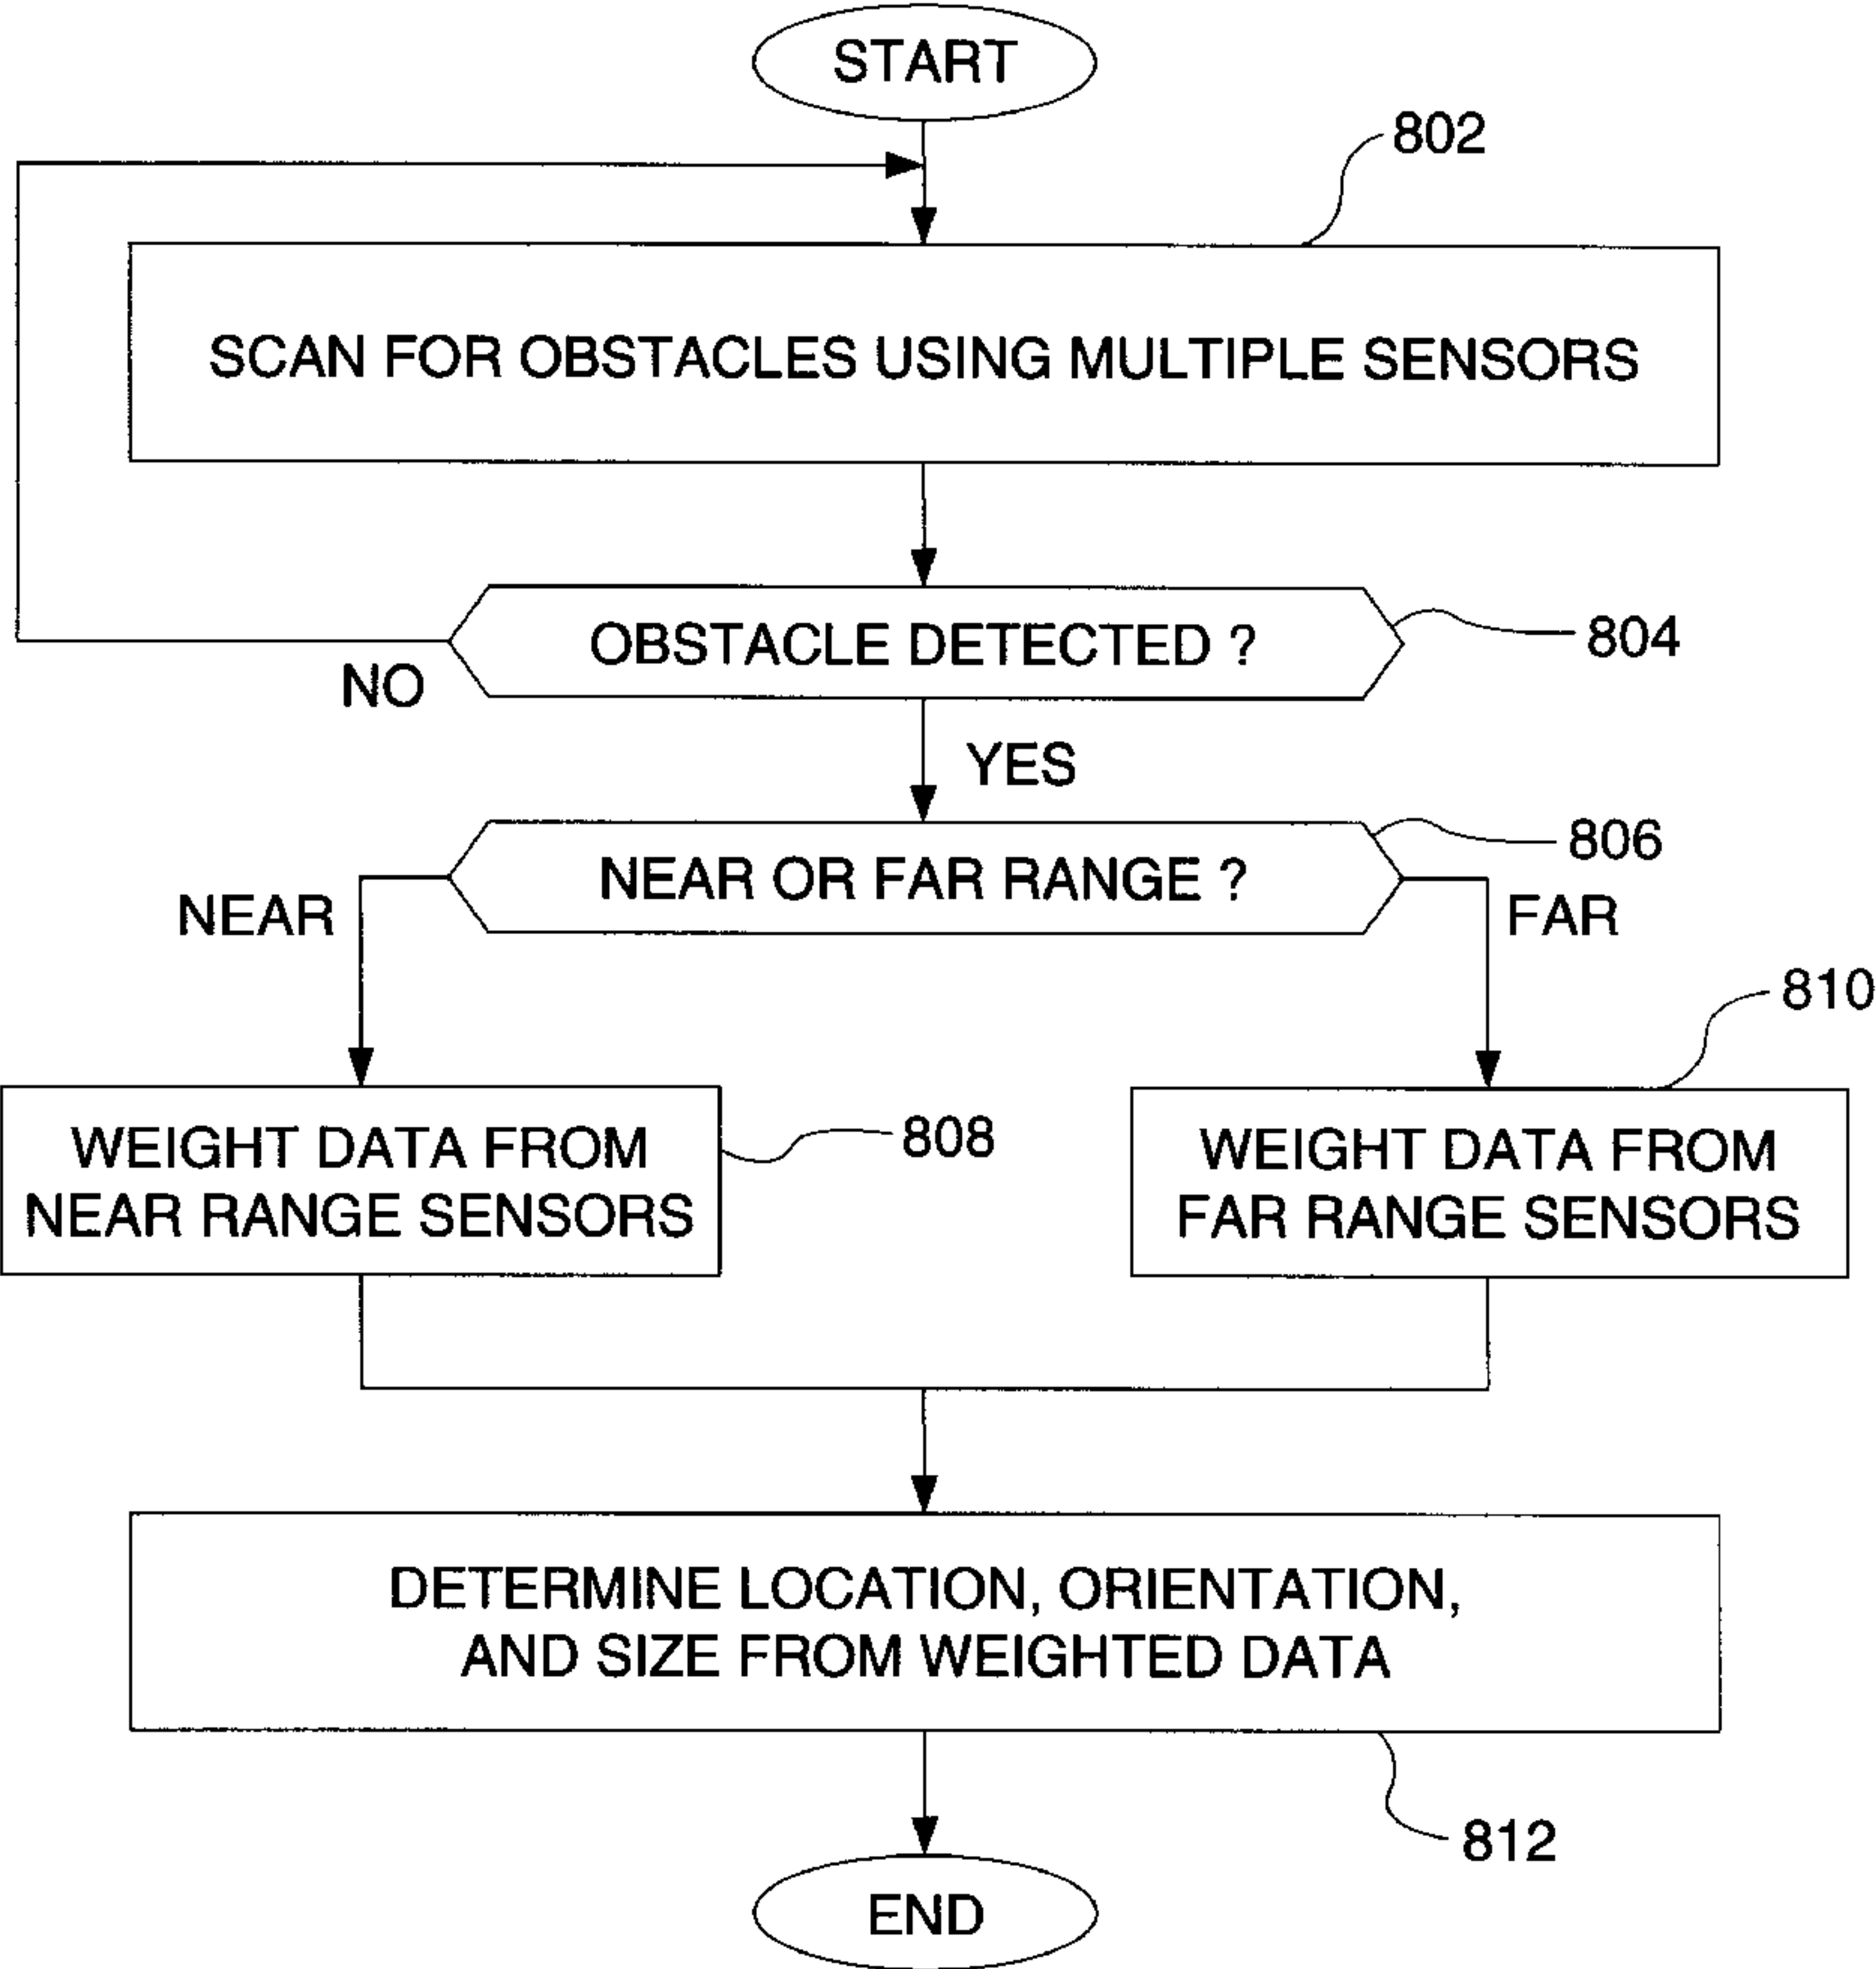 START
802
SCAN FOR OBSTACLES USING MULTIPLE SENSORS
OBSTACLE DETECTED ?
804
NO
YES
NEAR OR FAR RANGE ?
806
NEAR
FAR
810
WEIGHT DATA FROM
NEAR RANGE SENSORS
808
WEIGHT DATA FROM
FAR RANGE SENSORS
DETERMINE LOCATION, ORIENTATION,
AND SIZE FROM WEIGHTED DATA
812
END